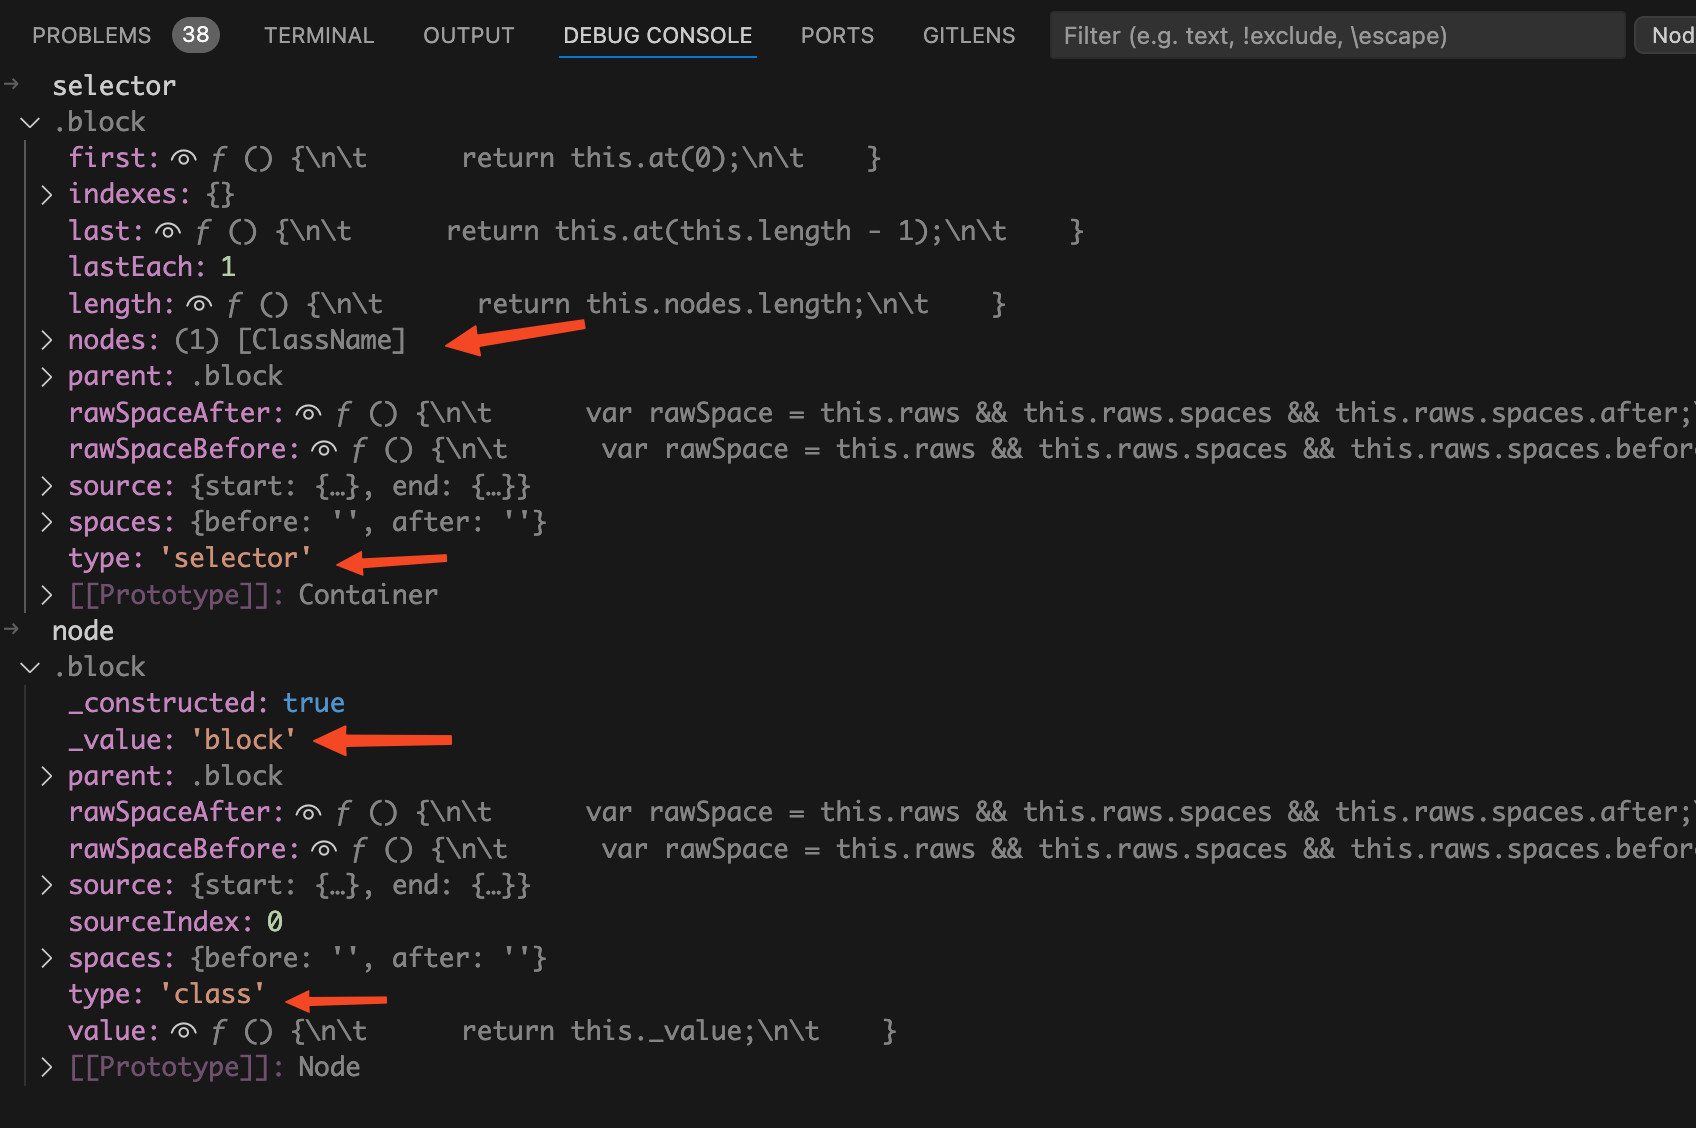 PROBLEMS 38 TERMINAL OUTPUT DEBUG CONSOLE PORTS GITLENS Filter (e.g. text, !exclude, \escape) Nod
selector
.block
first: f () {\n\t      return this.at(0);\n\t    }
indexes: {}
last: f () {\n\t      return this.at(this.length - 1);\n\t    }
lastEach: 1
length: f () {\n\t      return this.nodes.length;\n\t    }
nodes: (1) [ClassName]
parent: .block
rawSpaceAfter: f () {\n\t      var rawSpace = this.raws && this.raws.spaces && this.raws.spaces.after;\
rawSpaceBefore: f () {\n\t      var rawSpace = this.raws && this.raws.spaces && this.raws.spaces.befor
source: {start: {…}, end: {…}}
spaces: {before: '', after: ''}
type: 'selector'
[[Prototype]]: Container
node
.block
_constructed: true
_value: 'block'
parent: .block
rawSpaceAfter: f () {\n\t      var rawSpace = this.raws && this.raws.spaces && this.raws.spaces.after;\
rawSpaceBefore: f () {\n\t      var rawSpace = this.raws && this.raws.spaces && this.raws.spaces.befor
source: {start: {…}, end: {…}}
sourceIndex: 0
spaces: {before: '', after: ''}
type: 'class'
value: f () {\n\t      return this._value;\n\t    }
[[Prototype]]: Node